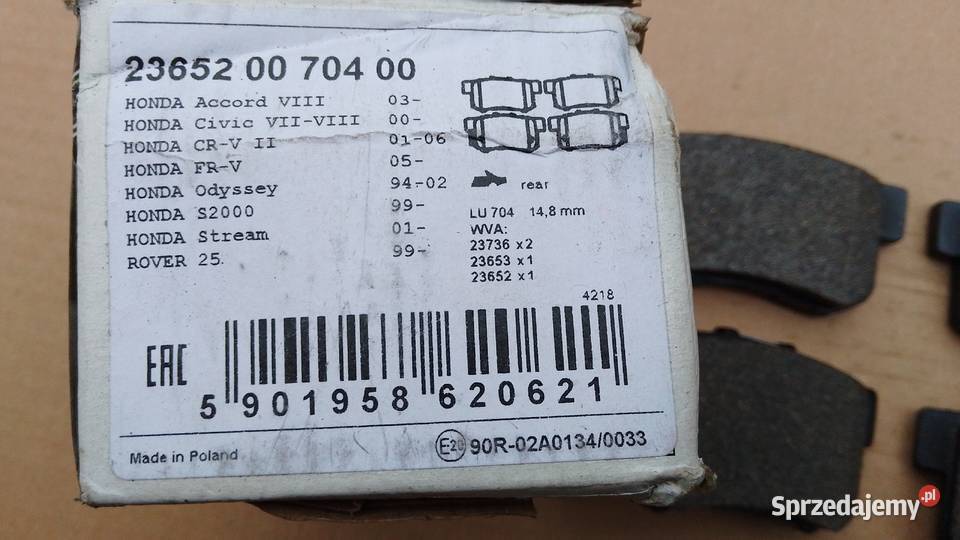 23652 00 704 00
HONDA Accord VIII 03-
HONDA Civic VII-VIII 00-
HONDA CR-V II 01-06
HONDA FR-V 05-
HONDA Odyssey 94-02
HONDA S2000 99-
HONDA Stream 01-
ROVER 25. 99-
rear
LU 704 14,8 mm
WVA:
23736 x 2
23653 x 1
23652 x 1
4218
EAC
5 901958 620621
E20 90R-02A0134/0033
Made in Poland
Sprzedajemy.pl